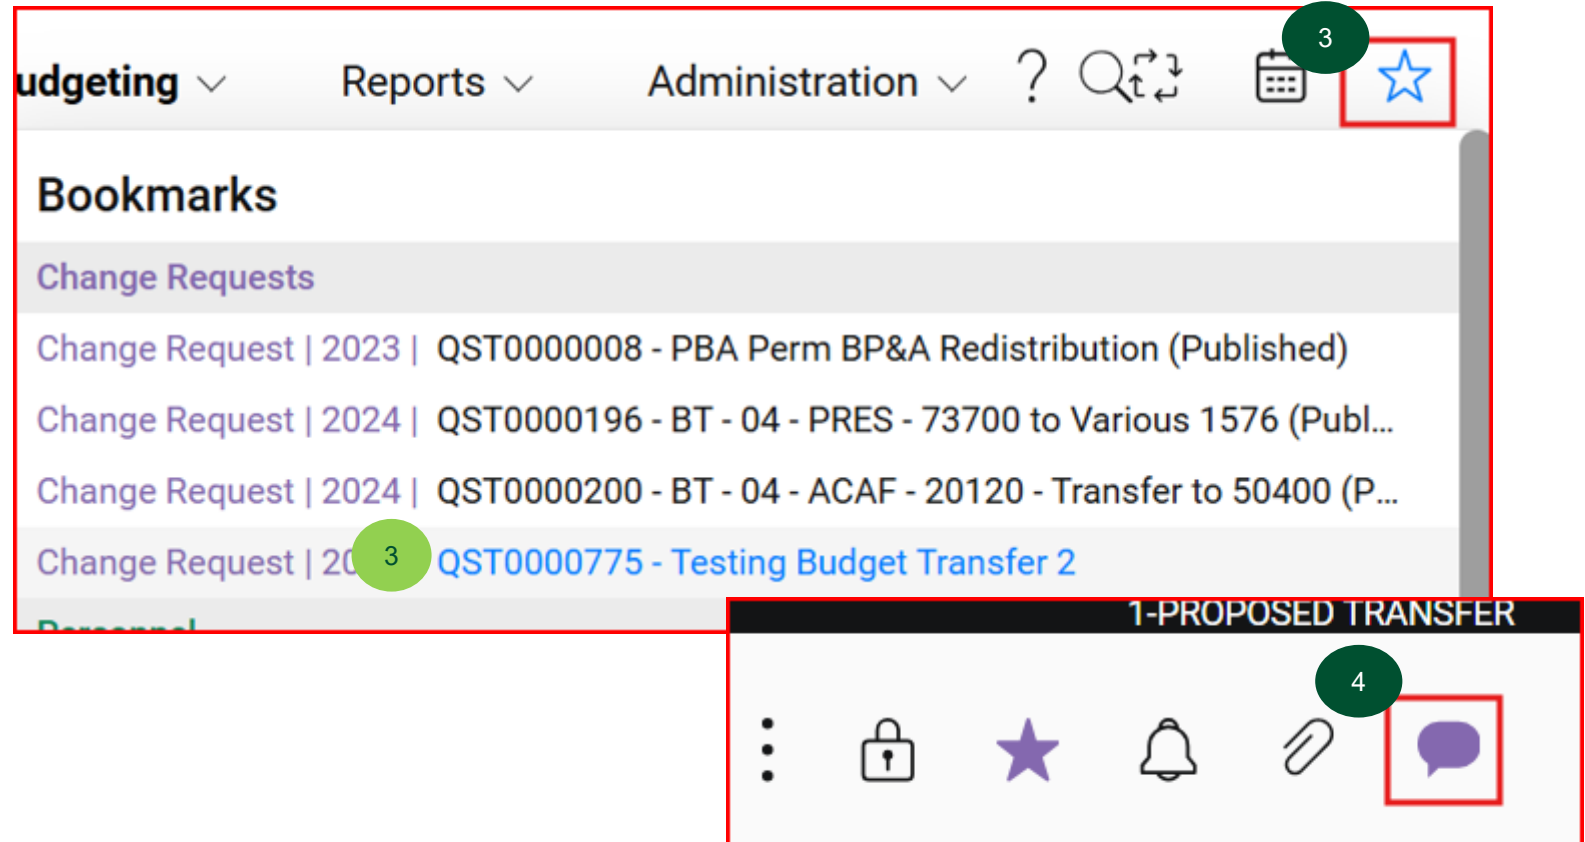 3
udgeting Reports Administration ?
Bookmarks
Change Requests
Change Request | 2023 | QST0000008 - PBA Perm BP&A Redistribution (Published)
Change Request | 2024 | QST0000196 - BT - 04 - PRES - 73700 to Various 1576 (Publ...
Change Request | 2024 | QST0000200 - BT - 04 - ACAF - 20120 - Transfer to 50400 (P...
Change Request | 20 3 QST0000775 - Testing Budget Transfer 2
Personnel
1-PROPOSED TRANSFER
4